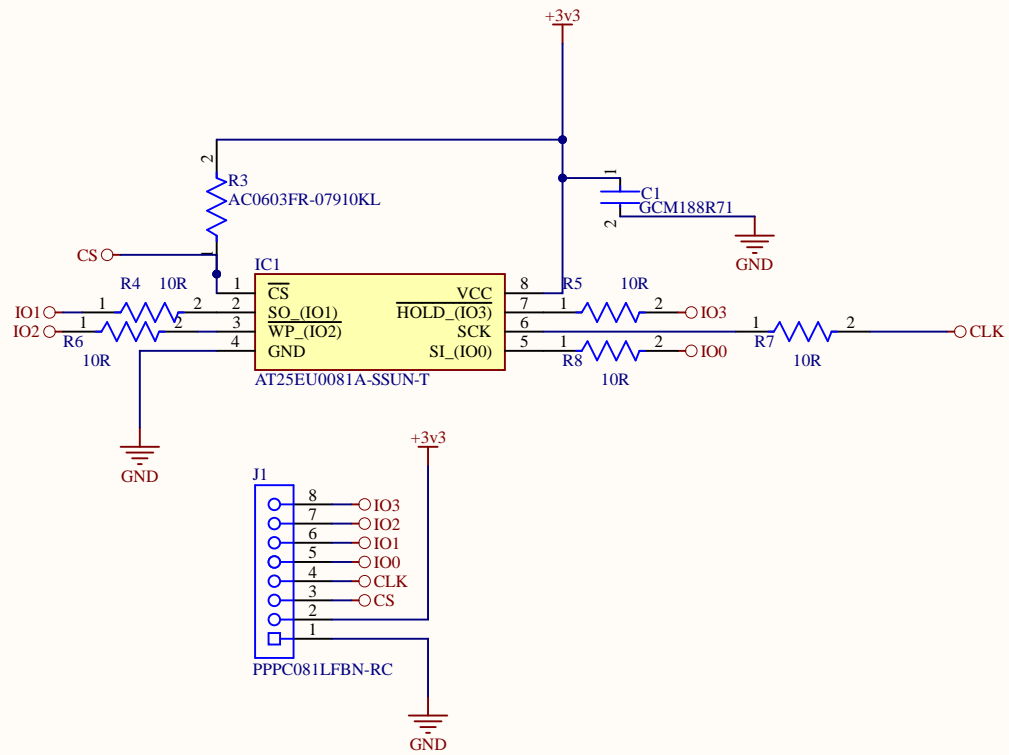 +3v3
2
R3
AC0603FR-07910KL
1
1
C1
GCM188R71
2
GND
CS
IC1
R4 10R
R5 10R
1 CS
VCC 8
IO1 1 2 2 SO_(IO1)
HOLD_(IO3) 7 1 2 IO3
IO2 1 2 3 WP_(IO2)
SCK 6 1 2 CLK
R6
R7
4 GND
SI_(IO0) 5 1 2 IO0
10R
R8
10R
10R
AT25EU0081A-SSUN-T
GND
+3v3
J1
8 IO3
7 IO2
6 IO1
5 IO0
4 CLK
3 CS
2
1
PPPC081LFBN-RC
GND